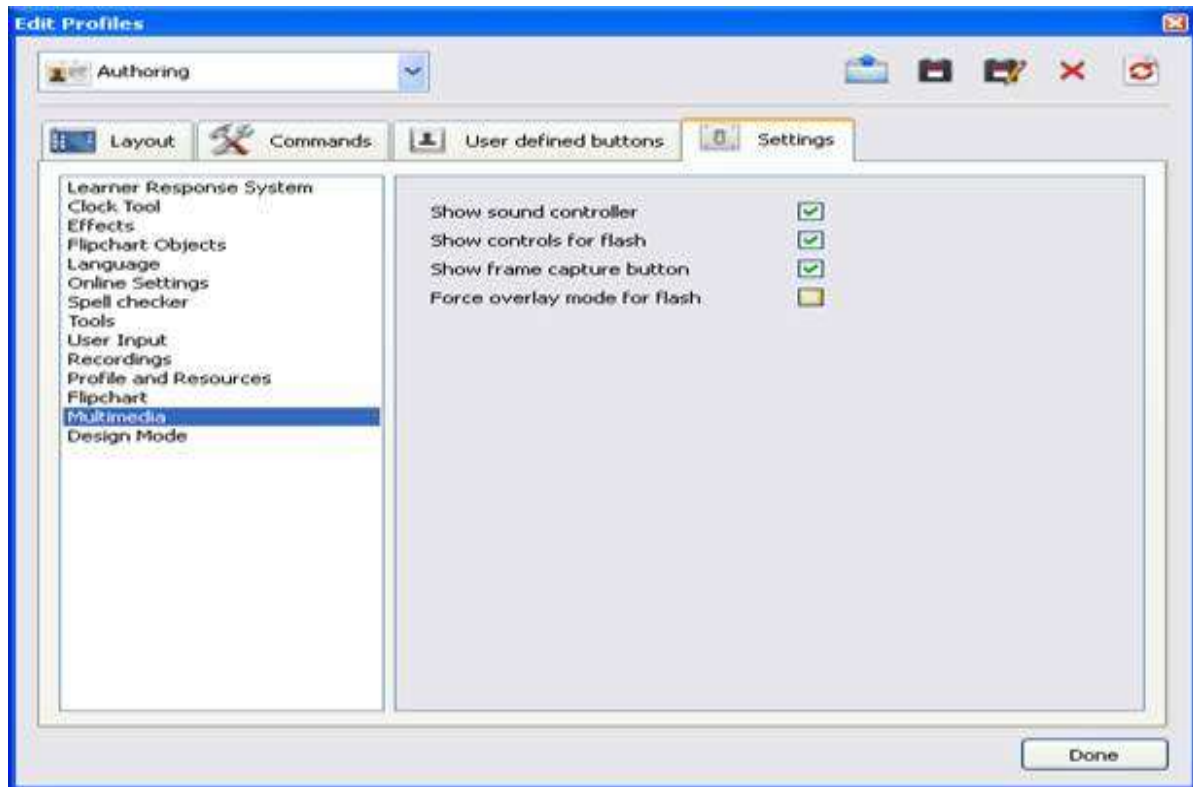 Edit Profiles
Authoring
Layout
Commands
User defined buttons
Settings
Learner Response System
Clock Tool
Effects
Flipchart Objects
Language
Online Settings
Spell checker
Tools
User Input
Recordings
Profile and Resources
Flipchart
Multimedia
Design Mode
Show sound controller
Show controls for flash
Show frame capture button
Force overlay mode for flash
Done